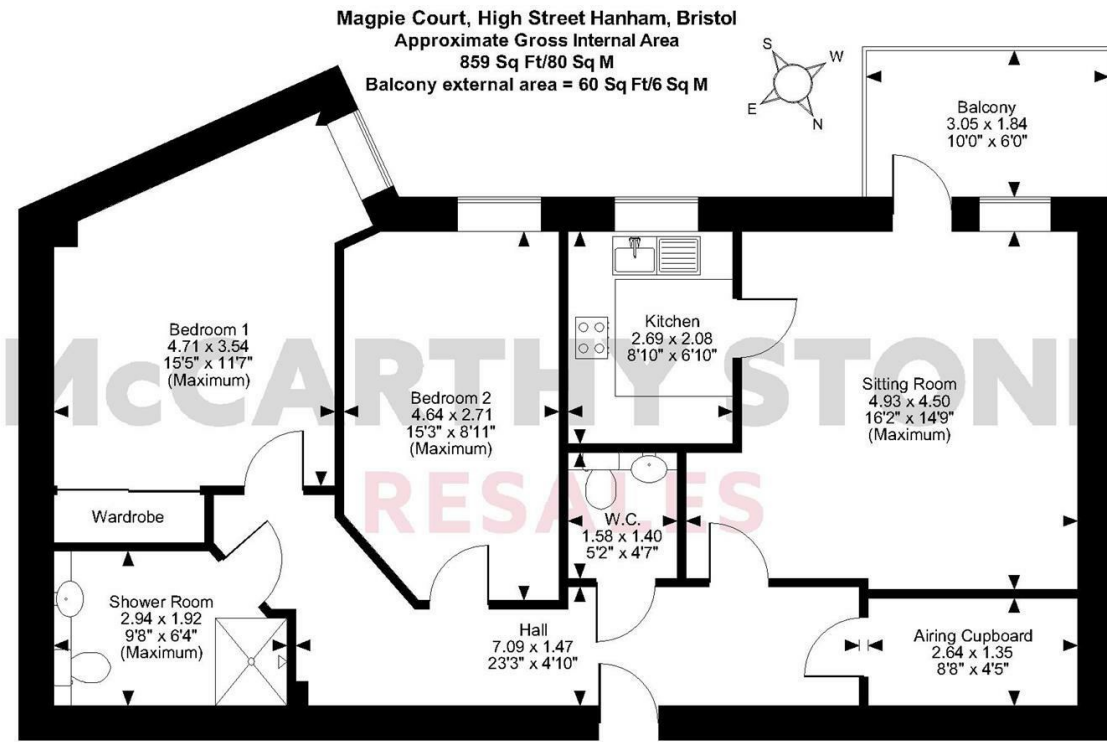 Magpie Court, High Street Hanham, Bristol
Approximate Gross Internal Area
859 Sq Ft/80 Sq M
Balcony external area = 60 Sq Ft/6 Sq M
S
W
E
N
Balcony
3.05 x 1.84
10'0" x 6'0"
Bedroom 1
4.71 x 3.54
15'5" x 11'7"
(Maximum)
Bedroom 2
4.64 x 2.71
15'3" x 8'11"
(Maximum)
Kitchen
2.69 x 2.08
8'10" x 6'10"
Sitting Room
4.93 x 4.50
16'2" x 14'9"
(Maximum)
McCARTHY STONE
RESALES
Wardrobe
W.C.
1.58 x 1.40
5'2" x 4'7"
Shower Room
2.94 x 1.92
9'8" x 6'4"
(Maximum)
Hall
7.09 x 1.47
23'3" x 4'10"
Airing Cupboard
2.64 x 1.35
8'8" x 4'5"